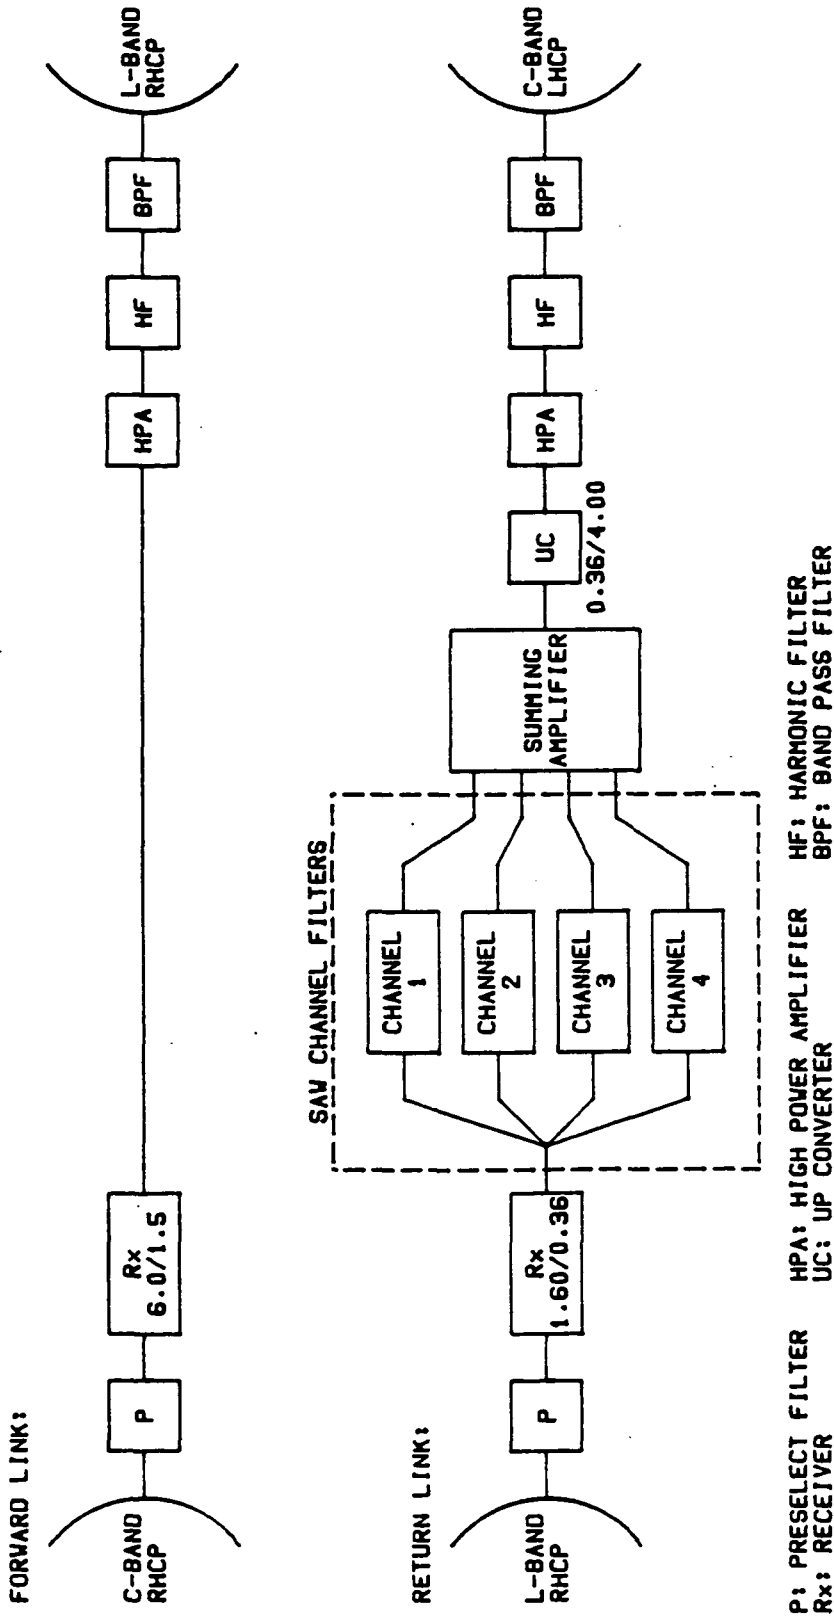 FORWARD LINK:
C-BAND
RHCP
P
Rx
6.0/1.5
HPA
HF
BPF
L-BAND
RHCP
RETURN LINK:
L-BAND
RHCP
P
Rx
1.60/0.36
SAW CHANNEL FILTERS
CHANNEL
1
CHANNEL
2
CHANNEL
3
CHANNEL
4
SUMMING
AMPLIFIER
UC
0.36/4.00
HPA
HF
BPF
C-BAND
LHCP
P: PRESELECT FILTER
Rx: RECEIVER
HPA: HIGH POWER AMPLIFIER
UC: UP CONVERTER
HF: HARMONIC FILTER
BPF: BAND PASS FILTER